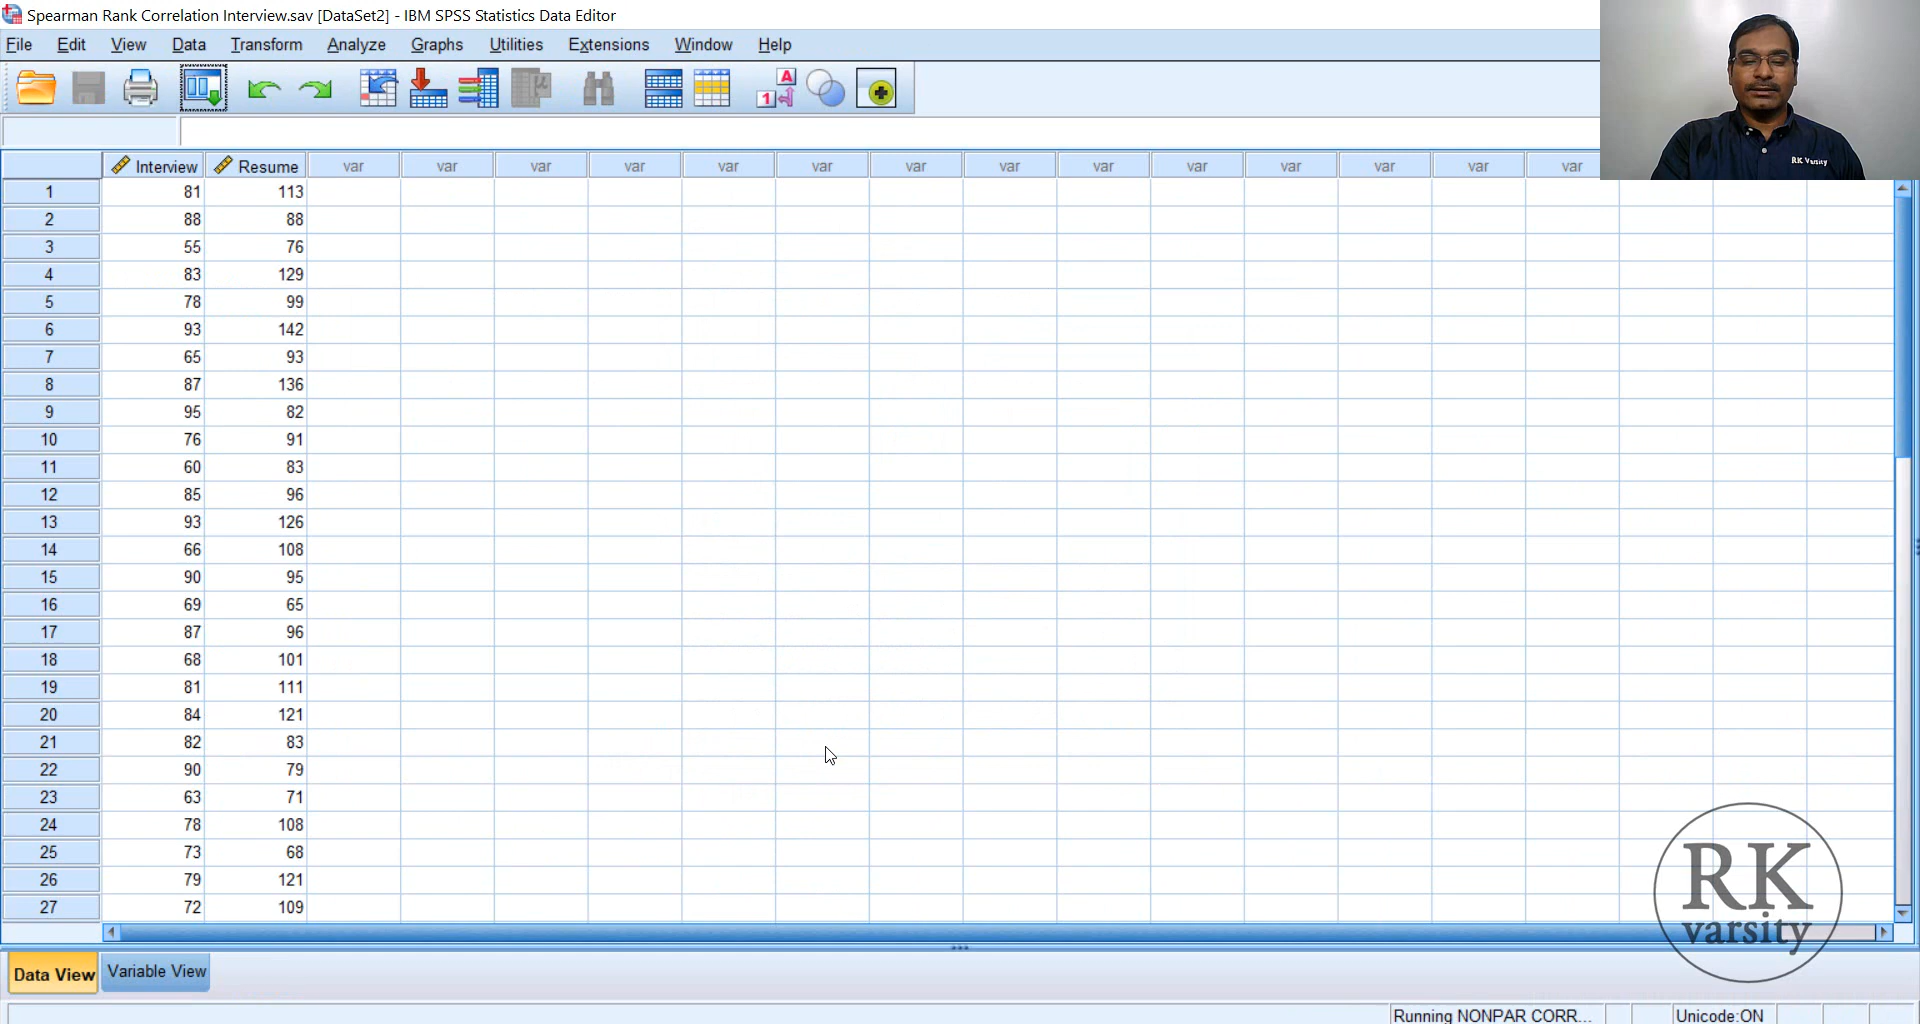 Spearman Rank Correlation Interview.sav [DataSet2] - IBM SPSS Statistics Data Editor
File Edit View Data Transform Analyze Graphs Utilities Extensions Window Help
A
1
RK Varsity
Interview Resume var var var var var var var var var var var var var var
1 81 113
2 88 88
3 55 76
4 83 129
5 78 99
6 93 142
7 65 93
8 87 136
9 95 82
10 76 91
11 60 83
12 85 96
13 93 126
14 66 108
15 90 95
16 69 65
17 87 96
18 68 101
19 81 111
20 84 121
21 82 83
22 90 79
23 63 71
24 78 108
25 73 68
26 79 121
27 72 109
RK
varsity
Data View Variable View
Running NONPAR CORR... Unicode:ON